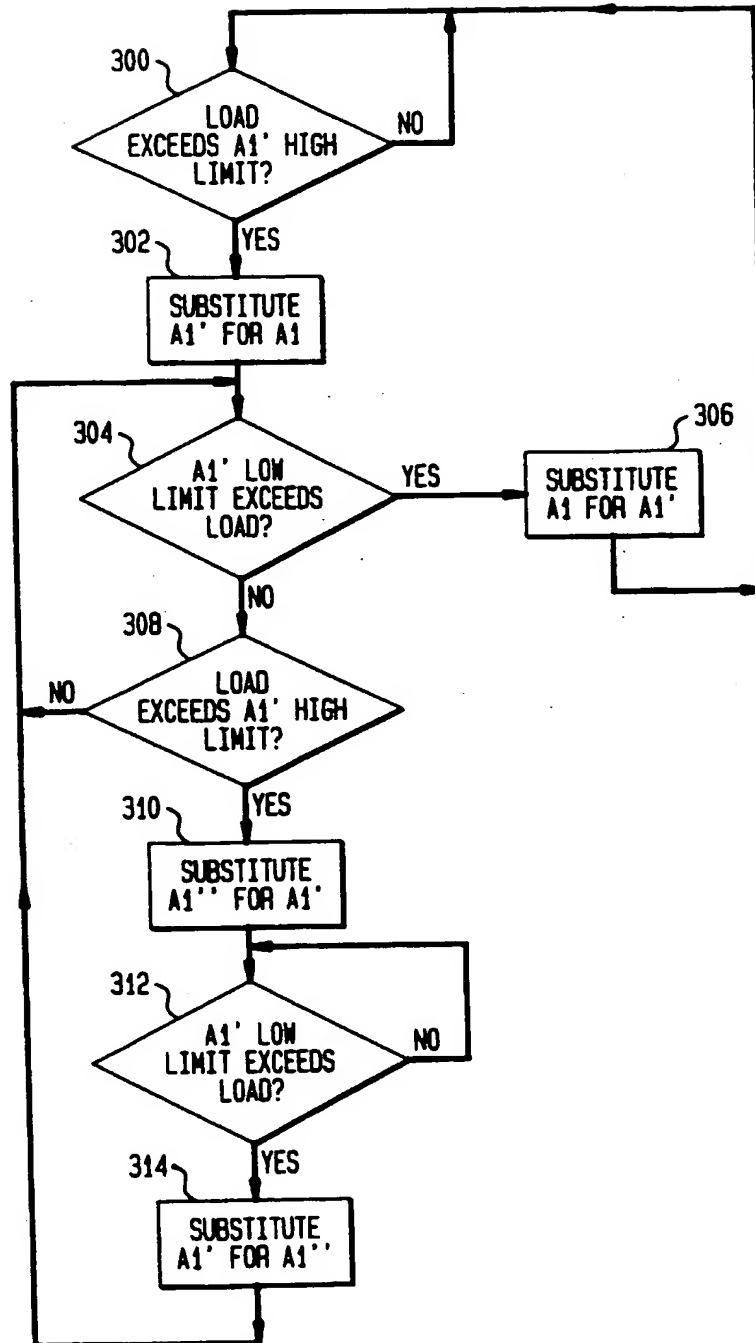 300
LOAD
EXCEEDS A1' HIGH
LIMIT?
NO
YES
302
SUBSTITUTE
A1' FOR A1
304
A1' LOW
LIMIT EXCEEDS
LOAD?
YES
306
SUBSTITUTE
A1 FOR A1'
NO
308
LOAD
EXCEEDS A1' HIGH
LIMIT?
NO
YES
310
SUBSTITUTE
A1'' FOR A1'
312
A1' LOW
LIMIT EXCEEDS
LOAD?
NO
YES
314
SUBSTITUTE
A1' FOR A1''